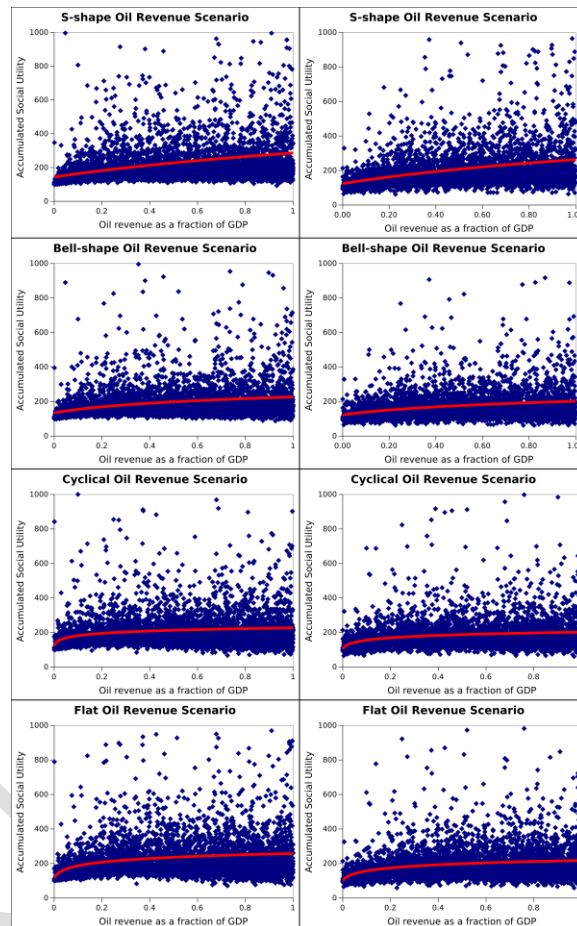 S-shape Oil Revenue Scenario
Accumulated Social Utility
1000
800
600
400
200
0
0 0.2 0.4 0.6 0.8 1
Oil revenue as a fraction of GDP
S-shape Oil Revenue Scenario
Accumulated Social Utility
1000
800
600
400
200
0
0.00 0.20 0.40 0.60 0.80 1.0
Oil revenue as a fraction of GDP
Bell-shape Oil Revenue Scenario
Accumulated Social Utility
1000
800
600
400
200
0
0 0.2 0.4 0.6 0.8 1
Oil revenue as a fraction of GDP
Bell-shape Oil Revenue Scenario
Accumulated Social Utility
1000
800
600
400
200
0
0.00 0.20 0.40 0.60 0.80 1.0
Oil revenue as a fraction of GDP
Cyclical Oil Revenue Scenario
Accumulated Social Utility
1000
800
600
400
200
0
0 0.2 0.4 0.6 0.8 1
Oil revenue as a fraction of GDP
Cyclical Oil Revenue Scenario
Accumulated Social Utility
1000
800
600
400
200
0
0 0.2 0.4 0.6 0.8
Oil revenue as a fraction of GDP
Flat Oil Revenue Scenario
Accumulated Social Utility
1000
800
600
400
200
0
0 0.2 0.4 0.6 0.8 1
Oil revenue as a fraction of GDP
Flat Oil Revenue Scenario
Accumulated Social Utility
1000
800
600
400
200
0
0 0.2 0.4 0.6 0.8
Oil revenue as a fraction of GDP